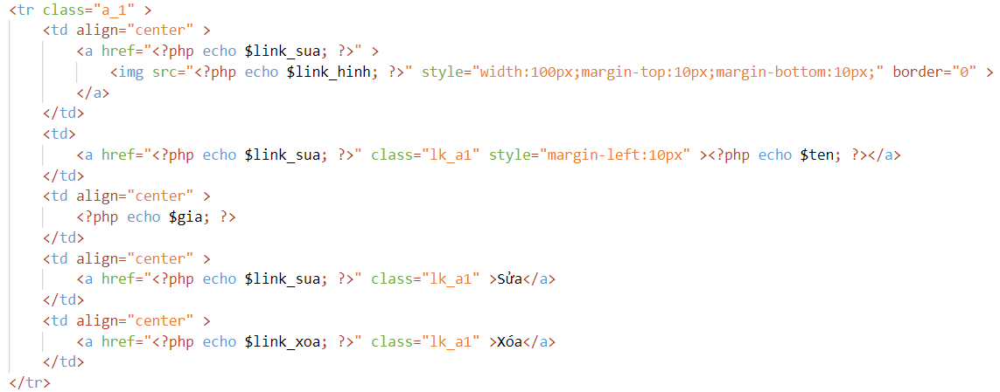 <tr class="a_1" >
<td align="center" >
<a href="<?php echo $link_sua; ?>" >
<img src="<?php echo $link_hinh; ?>" style="width:100px;margin-top:10px;margin-bottom:10px;" border="0" >
</a>
</td>
<td>
<a href="<?php echo $link_sua; ?>" class="lk_a1" style="margin-left:10px" ><?php echo $ten; ?></a>
</td>
<td align="center" >
<?php echo $gia; ?>
</td>
<td align="center" >
<a href="<?php echo $link_sua; ?>" class="lk_a1" >Sửa</a>
</td>
<td align="center" >
<a href="<?php echo $link_xoa; ?>" class="lk_a1" >Xóa</a>
</td>
</tr>